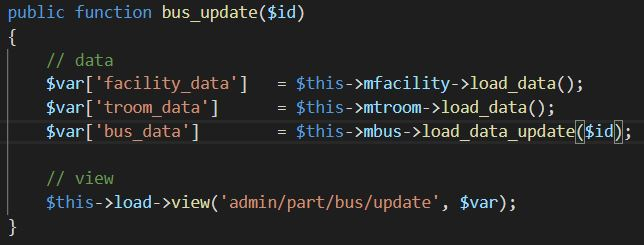 public function bus_update($id)
{
// data
$var['facility_data'] = $this->mfacility->load_data();
$var['troom_data'] = $this->mtroom->load_data();
$var['bus_data'] = $this->mbus->load_data_update($id);
// view
$this->load->view('admin/part/bus/update', $var);
}